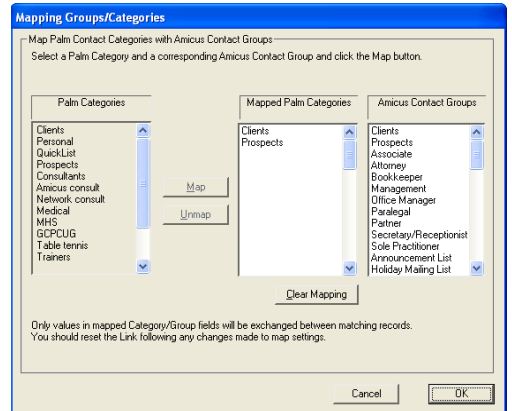 Mapping Groups/Categories
Map Palm Contact Categories with Amicus Contact Groups
Select a Palm Category and a corresponding Amicus Contact Group and click the Map button.
Palm Categories
Clients
Personal
QuickList
Prospects
Consultants
Amicus consult
Network consult
Medical
MHS
GCPCUG
Table tennis
Trainers
Map
Unmap
Mapped Palm Categories
Clients
Prospects
Amicus Contact Groups
Clients
Prospects
Associate
Attorney
Bookkeeper
Management
Office Manager
Paralegal
Partner
Secretary/Receptionist
Sole Practitioner
Announcement List
Holiday Mailing List
Clear Mapping
Only values in mapped Category/Group fields will be exchanged between matching records.
You should reset the Link following any changes made to map settings.
Cancel
OK